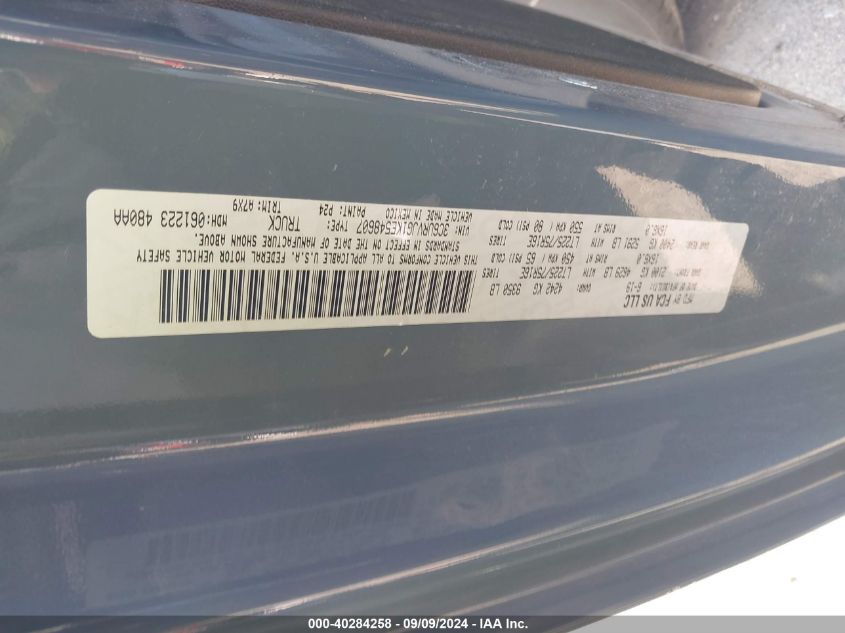 MFD BY FCA US LLC
DATE OF MFR(DICL1): 6-19 GVWR: 4242 KG 9350 LB
GAWR FRONT: 2100 KG 4629 LB WITH TIRES LT225/75R16E
16X6.0 RIMS AT 450 KPA / 65 PSI COLD
GAWR REAR: 2400 KG 5291 LB WITH TIRES LT225/75R16E
16X6.0 RIMS AT 550 KPA / 80 PSI COLD
THIS VEHICLE CONFORMS TO ALL APPLICABLE U.S.A. FEDERAL MOTOR VEHICLE SAFETY
STANDARDS IN EFFECT ON THE DATE OF MANUFACTURE SHOWN ABOVE.
VIN: 3C6URVJG1KE548607 TYPE: TRUCK MDH:061223 480AA
VEHICLE MADE IN MEXICO PAINT: P24 TRIM: A7X9
000-40284258 - 09/09/2024 - IAA Inc.